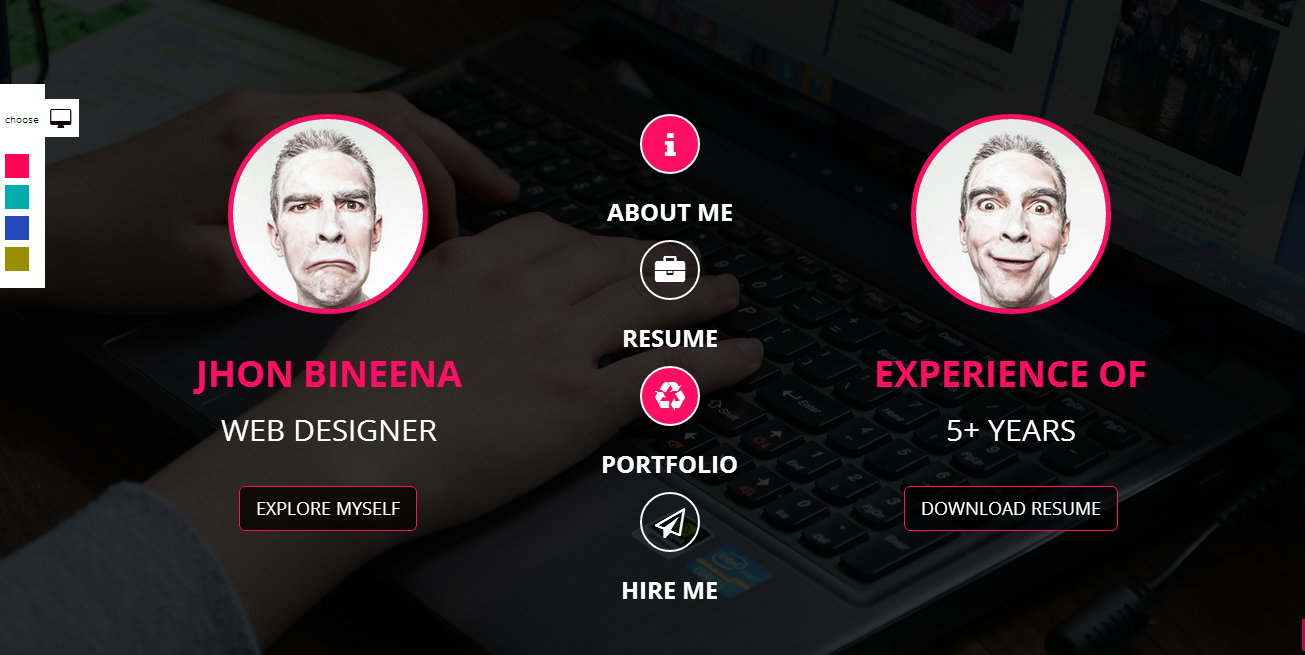 choose
JHON BINEENA
WEB DESIGNER
EXPLORE MYSELF
ABOUT ME
RESUME
PORTFOLIO
HIRE ME
EXPERIENCE OF
5+ YEARS
DOWNLOAD RESUME